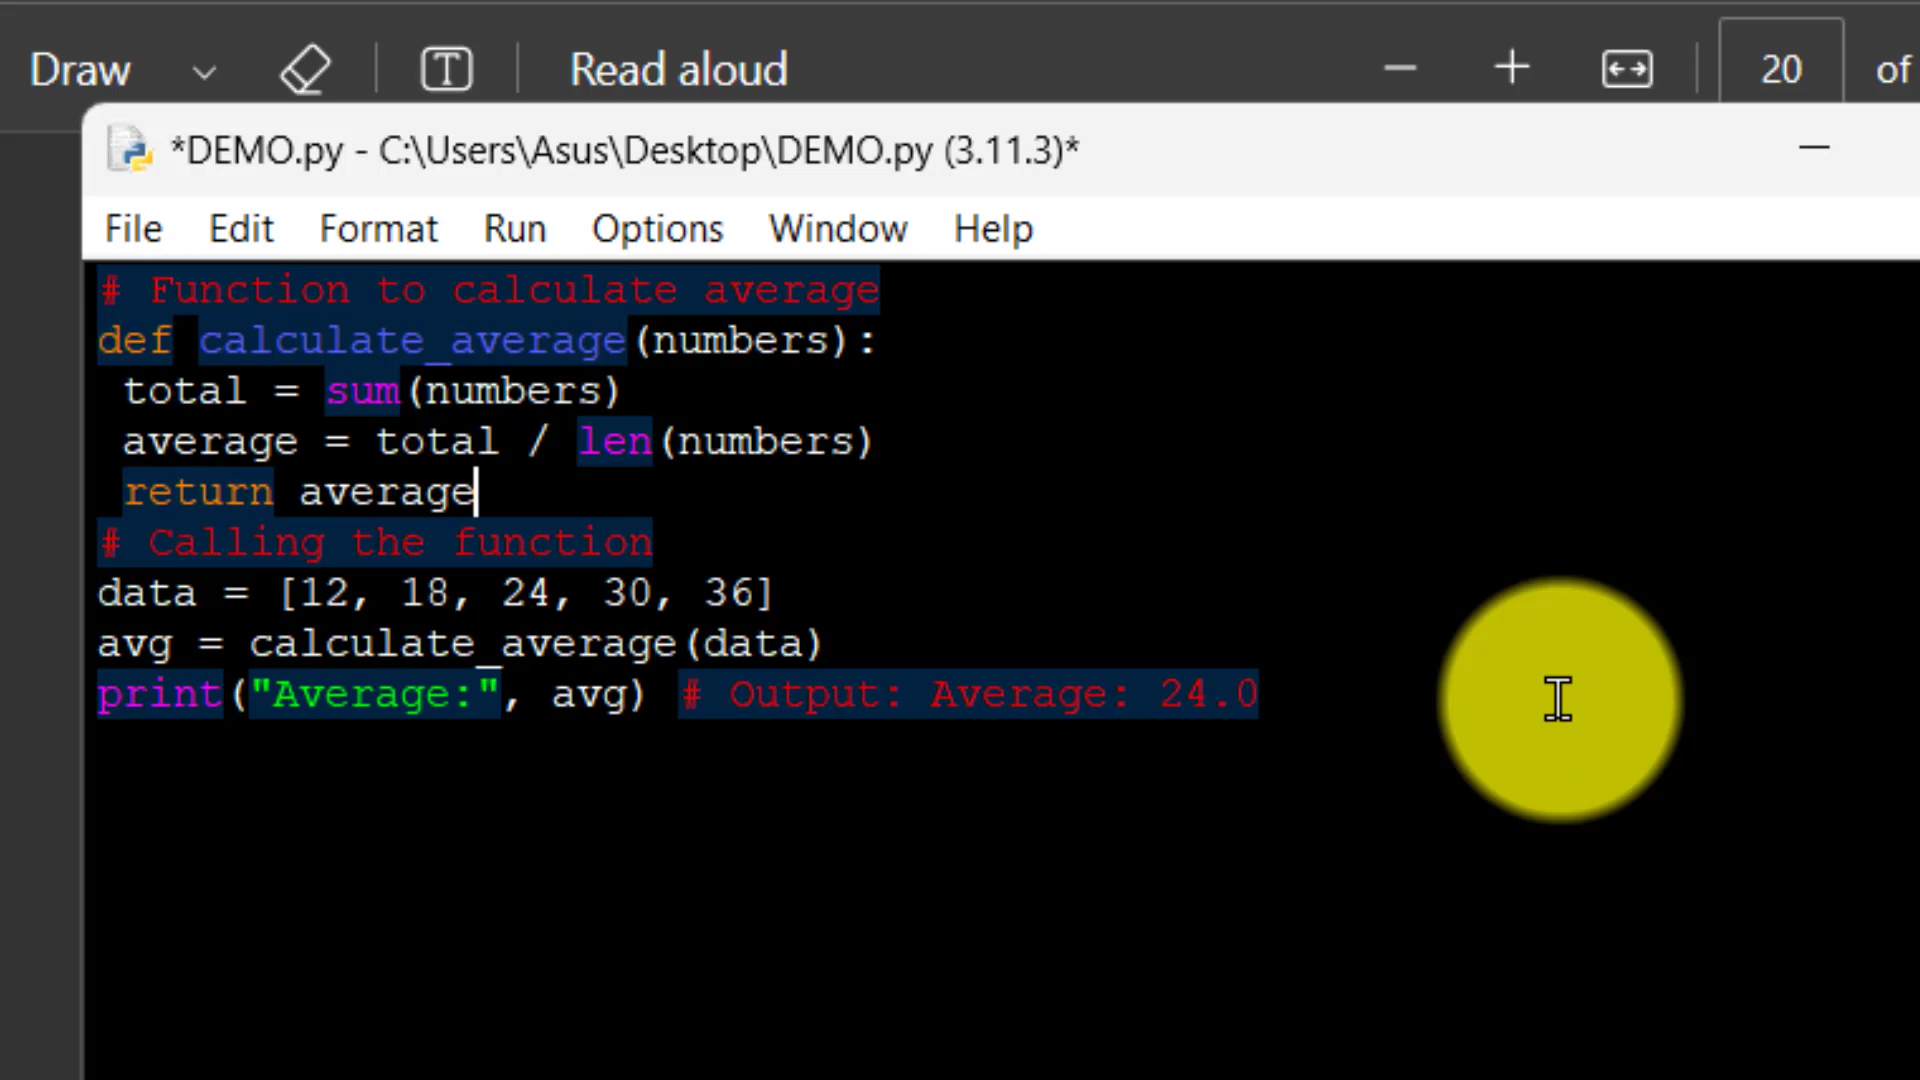 Draw T Read aloud 20 of
*DEMO.py - C:\Users\Asus\Desktop\DEMO.py (3.11.3)*
File Edit Format Run Options Window Help
# Function to calculate average
def calculate_average(numbers):
 total = sum(numbers)
 average = total / len(numbers)
 return average
# Calling the function
data = [12, 18, 24, 30, 36]
avg = calculate_average(data)
print("Average:", avg) # Output: Average: 24.0